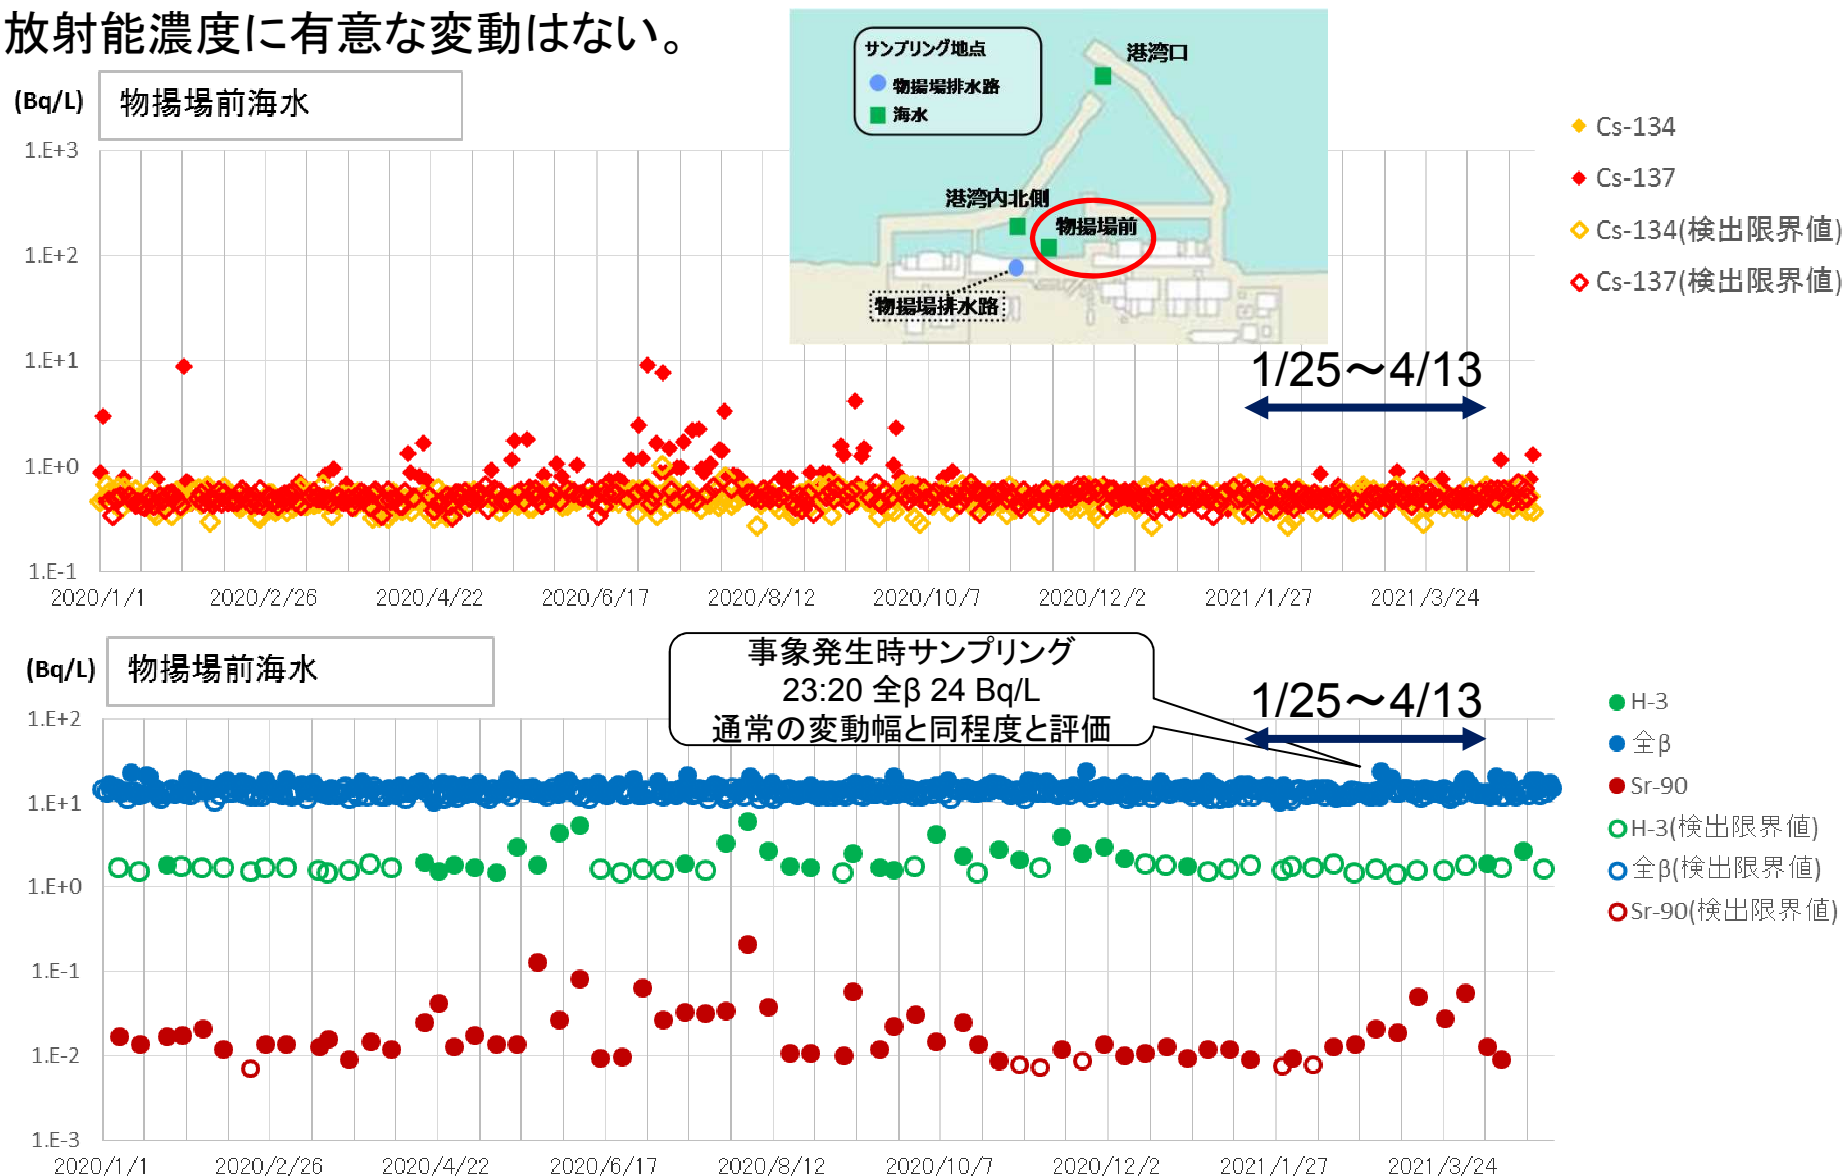 放射能濃度に有意な変動はない。
(Bq/L)
物揚場前海水
サンプリング地点
物揚場排水路
海水
港湾口
港湾内北側
物揚場前
物揚場排水路
Cs-134
Cs-137
Cs-134(検出限界値)
Cs-137(検出限界値)
1.E+3
1.E+2
1.E+1
1.E+0
1.E-1
1/25～4/13
2020/1/1 2020/2/26 2020/4/22 2020/6/17 2020/8/12 2020/10/7 2020/12/2 2021/1/27 2021/3/24
(Bq/L)
物揚場前海水
事象発生時サンプリング
23:20 全β 24 Bq/L
通常の変動幅と同程度と評価
1/25～4/13
H-3
全β
Sr-90
H-3(検出限界値)
全β(検出限界値)
Sr-90(検出限界値)
1.E+2
1.E+1
1.E+0
1.E-1
1.E-2
1.E-3
2020/1/1 2020/2/26 2020/4/22 2020/6/17 2020/8/12 2020/10/7 2020/12/2 2021/1/27 2021/3/24